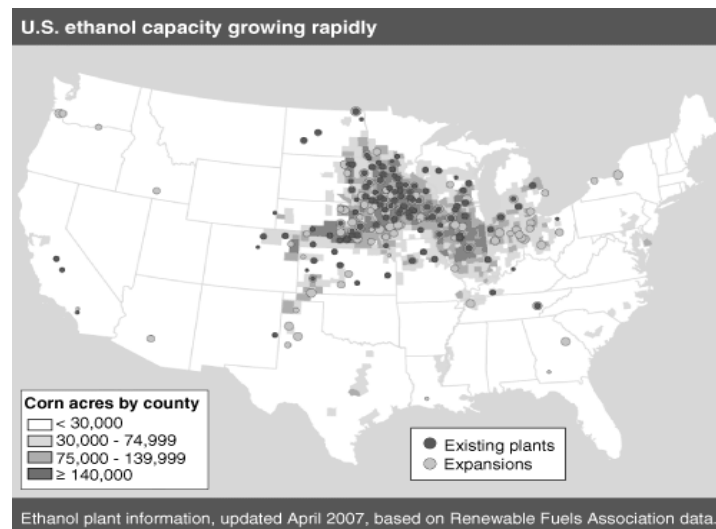 U.S. ethanol capacity growing rapidly
Corn acres by county
< 30,000
30,000 - 74,999
75,000 - 139,999
≥ 140,000
Existing plants
Expansions
Ethanol plant information, updated April 2007, based on Renewable Fuels Association data.